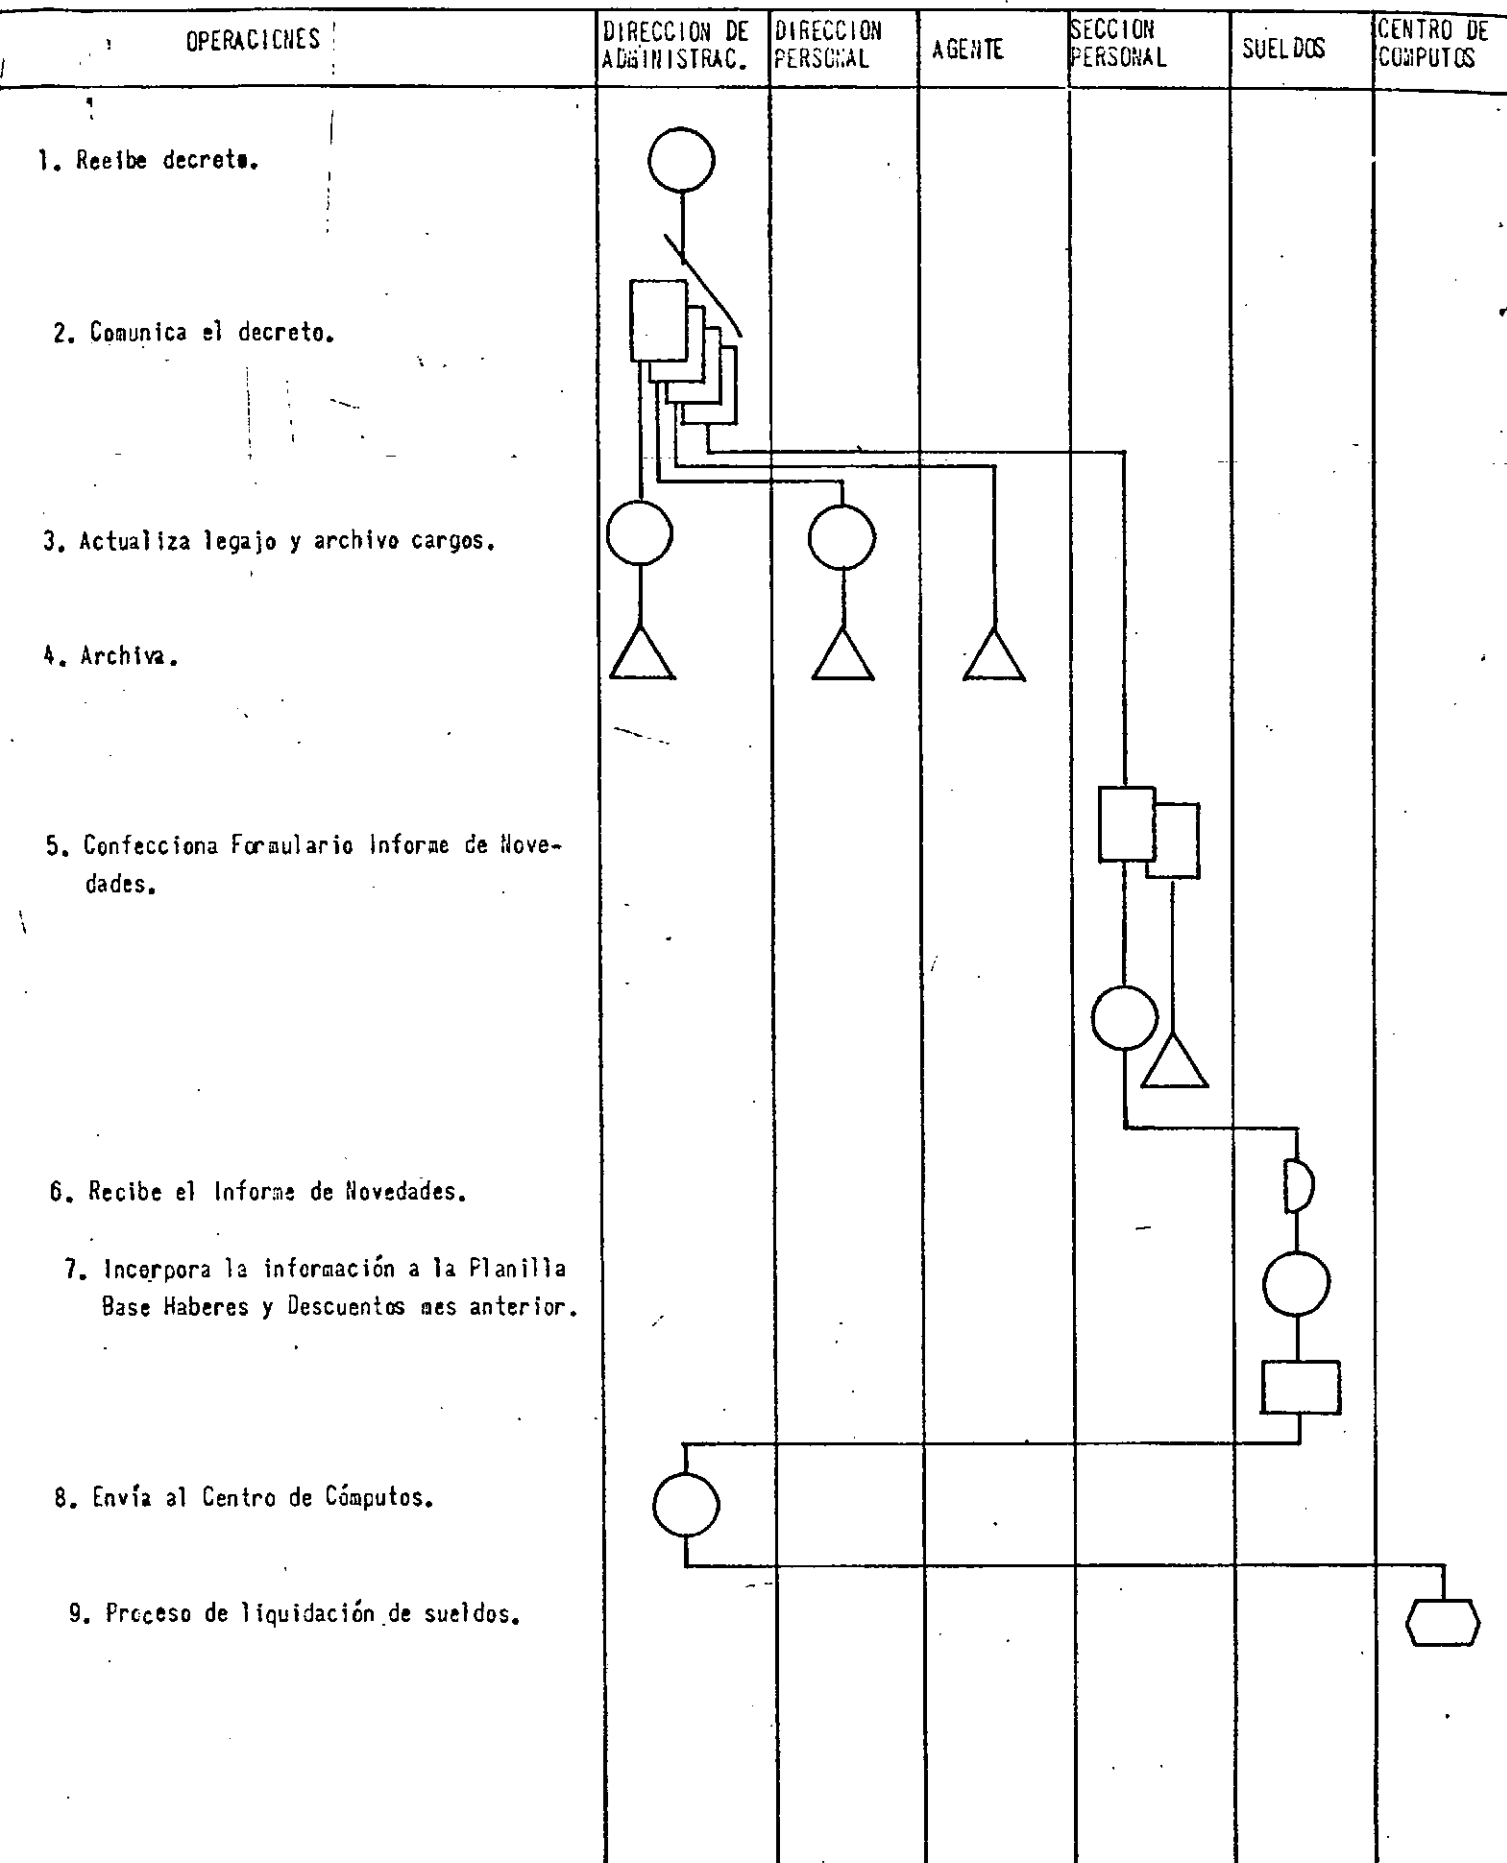 OPERACIONES
DIRECCION DE
ADMINISTRAC.
DIRECCION
PERSONAL
AGENTE
SECCION
PERSONAL
SUELDOS
CENTRO DE
COMPUTOS
1. Recibe decreto.
2. Comunica el decreto.
3. Actualiza legajo y archivo cargos.
4. Archiva.
5. Confecciona Formulario Informe de Nove-
dades.
6. Recibe el Informe de Novedades.
7. Incorpora la información a la Planilla
Base Haberes y Descuentos mes anterior.
8. Envía al Centro de Cómputos.
9. Proceso de liquidación de sueldos.